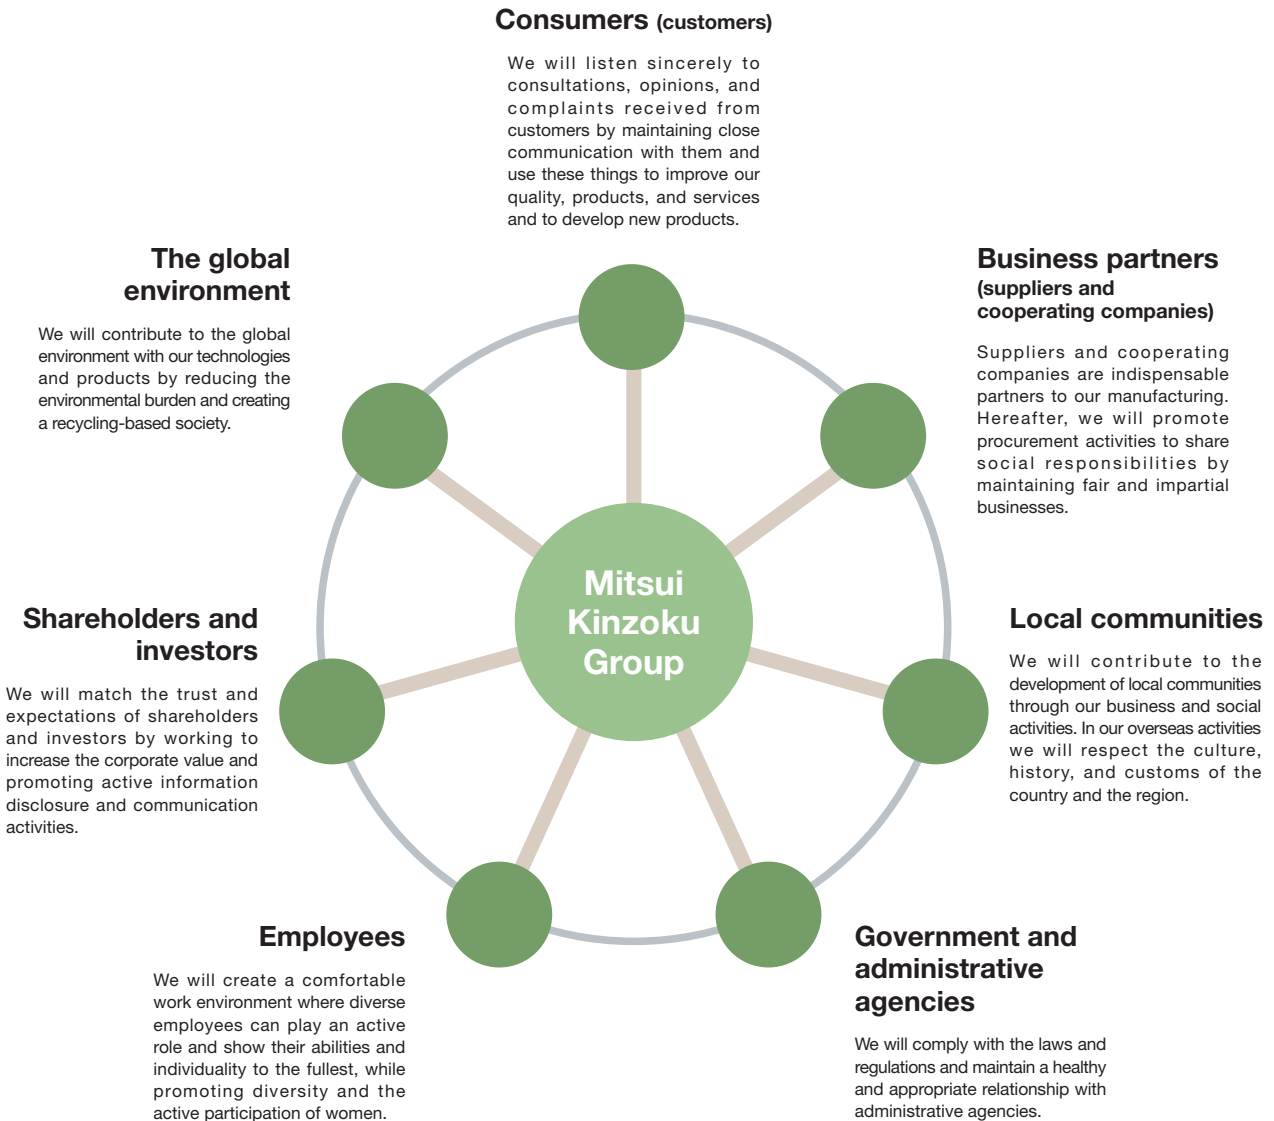 Consumers (customers)
We will listen sincerely to
consultations, opinions, and
complaints received from
customers by maintaining close
communication with them and
use these things to improve our
quality, products, and services
and to develop new products.
The global
environment
We will contribute to the global
environment with our technologies
and products by reducing the
environmental burden and creating
a recycling-based society.
Business partners
(suppliers and
cooperating companies)
Suppliers and cooperating
companies are indispensable
partners to our manufacturing.
Hereafter, we will promote
procurement activities to share
social responsibilities by
maintaining fair and impartial
businesses.
Mitsui
Kinzoku
Group
Shareholders and
investors
We will match the trust and
expectations of shareholders
and investors by working to
increase the corporate value and
promoting active information
disclosure and communication
activities.
Local communities
We will contribute to the
development of local communities
through our business and social
activities. In our overseas activities
we will respect the culture,
history, and customs of the
country and the region.
Employees
We will create a comfortable
work environment where diverse
employees can play an active
role and show their abilities and
individuality to the fullest, while
promoting diversity and the
active participation of women.
Government and
administrative
agencies
We will comply with the laws and
regulations and maintain a healthy
and appropriate relationship with
administrative agencies.